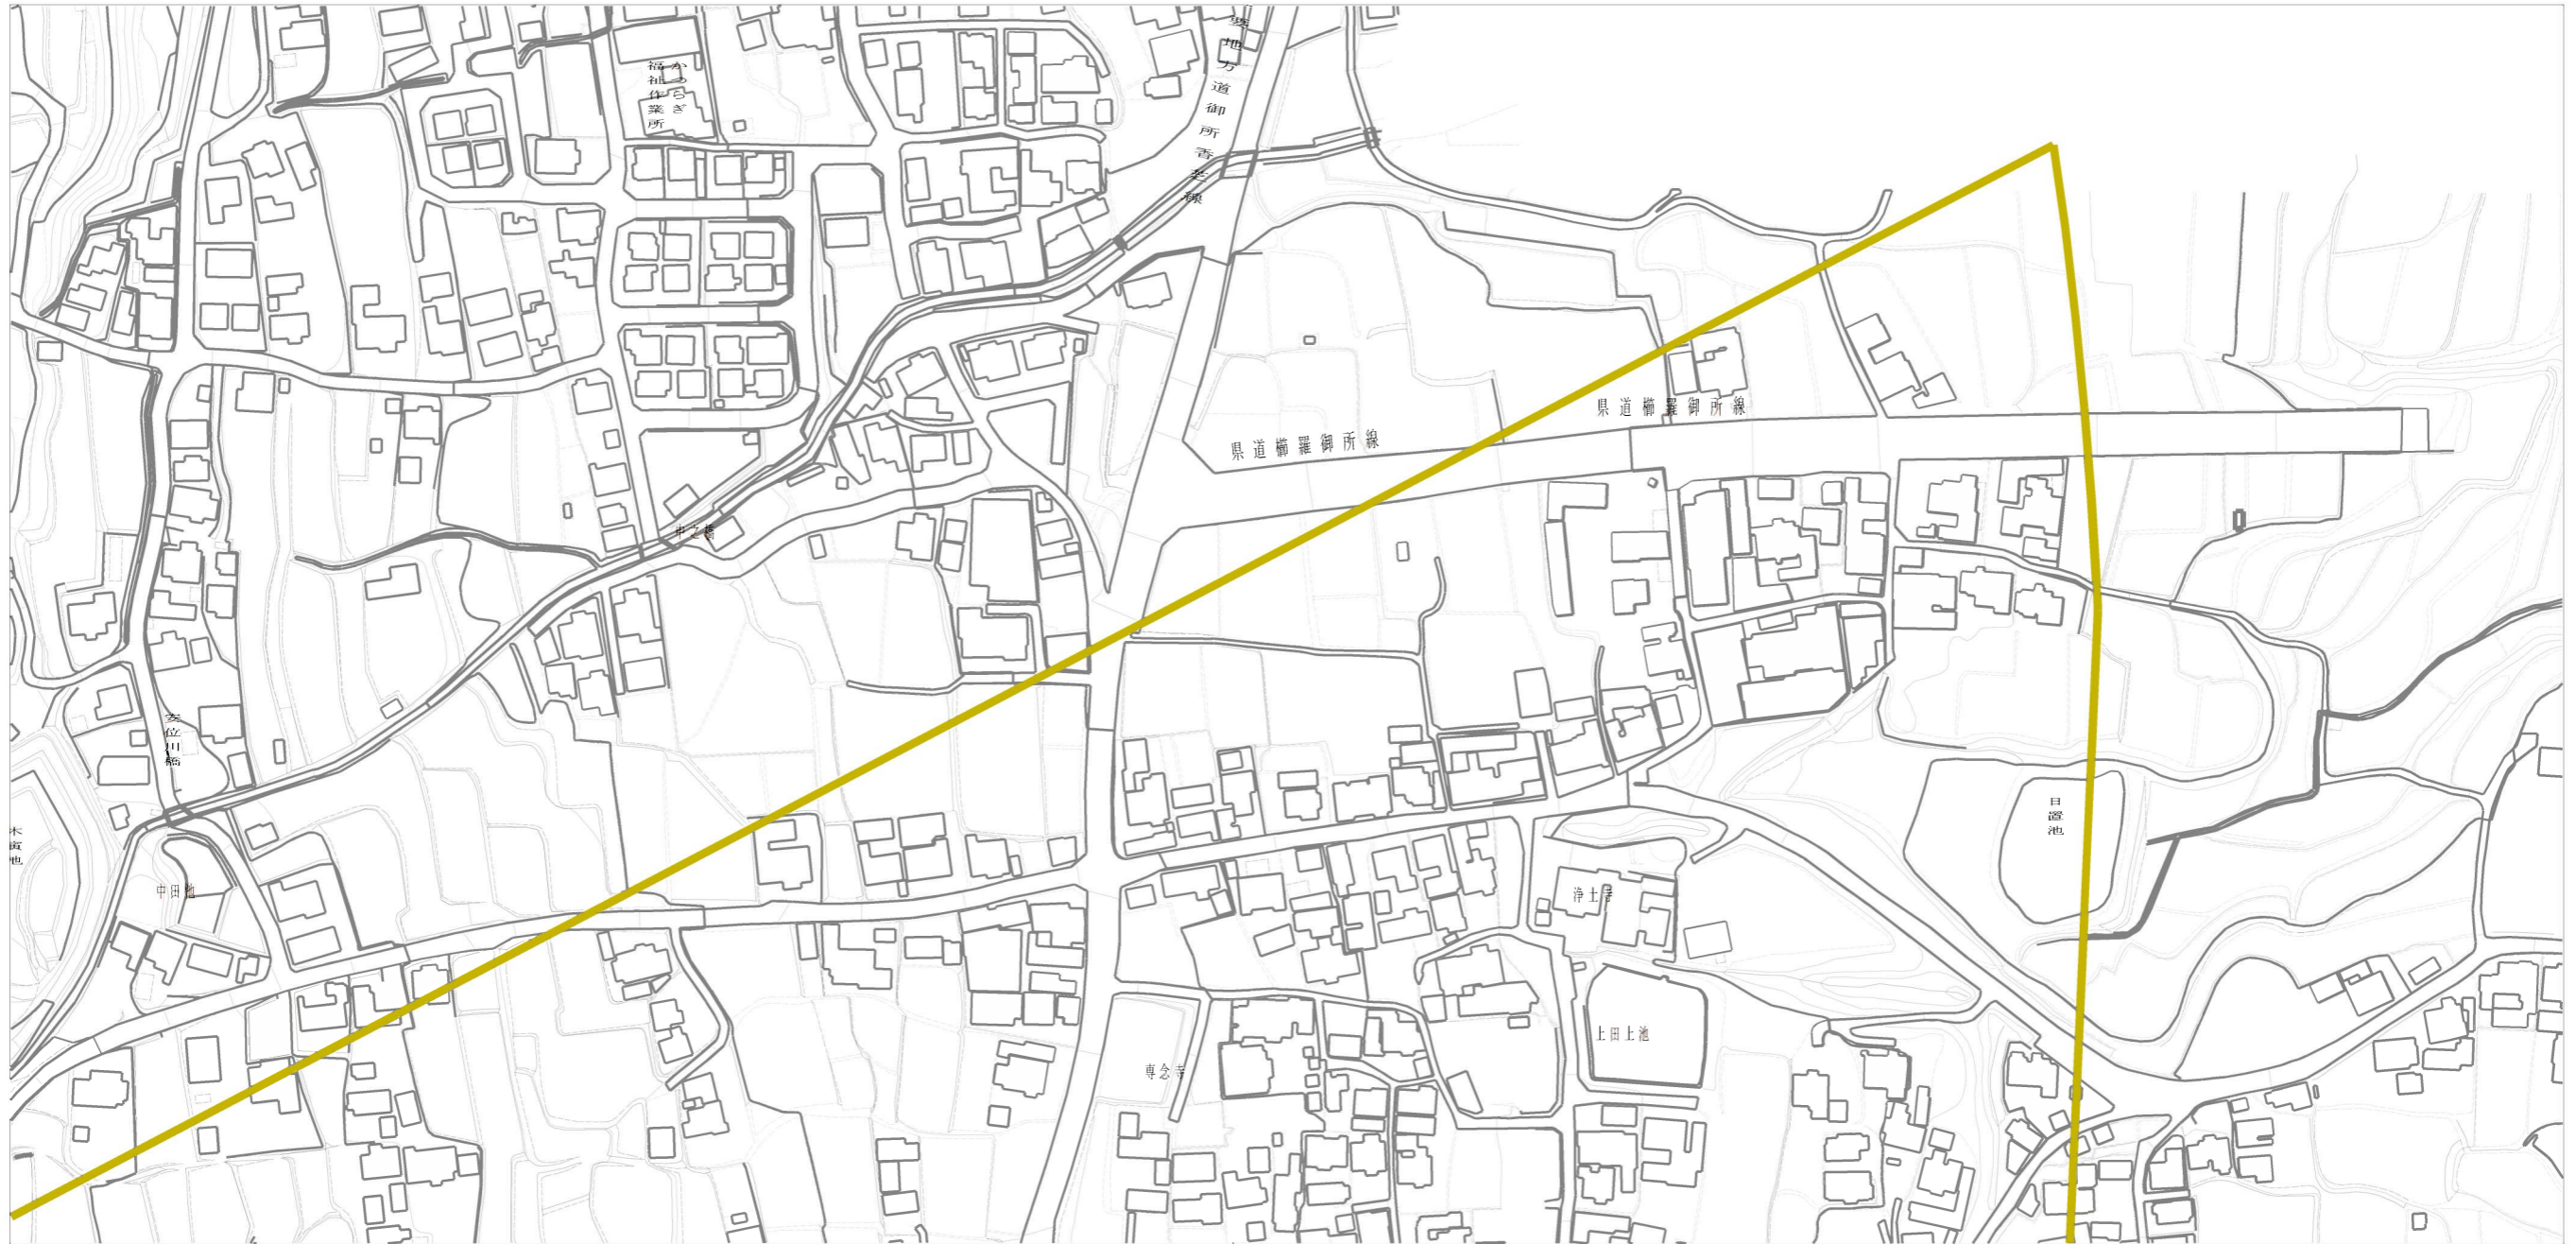 かつらぎ
福祉作業所
地方道御所香芝線
県道櫛羅御所線
県道櫛羅御所線
中之橋
安位川橋
日置池
中田池
浄土寺
上田上池
専念寺